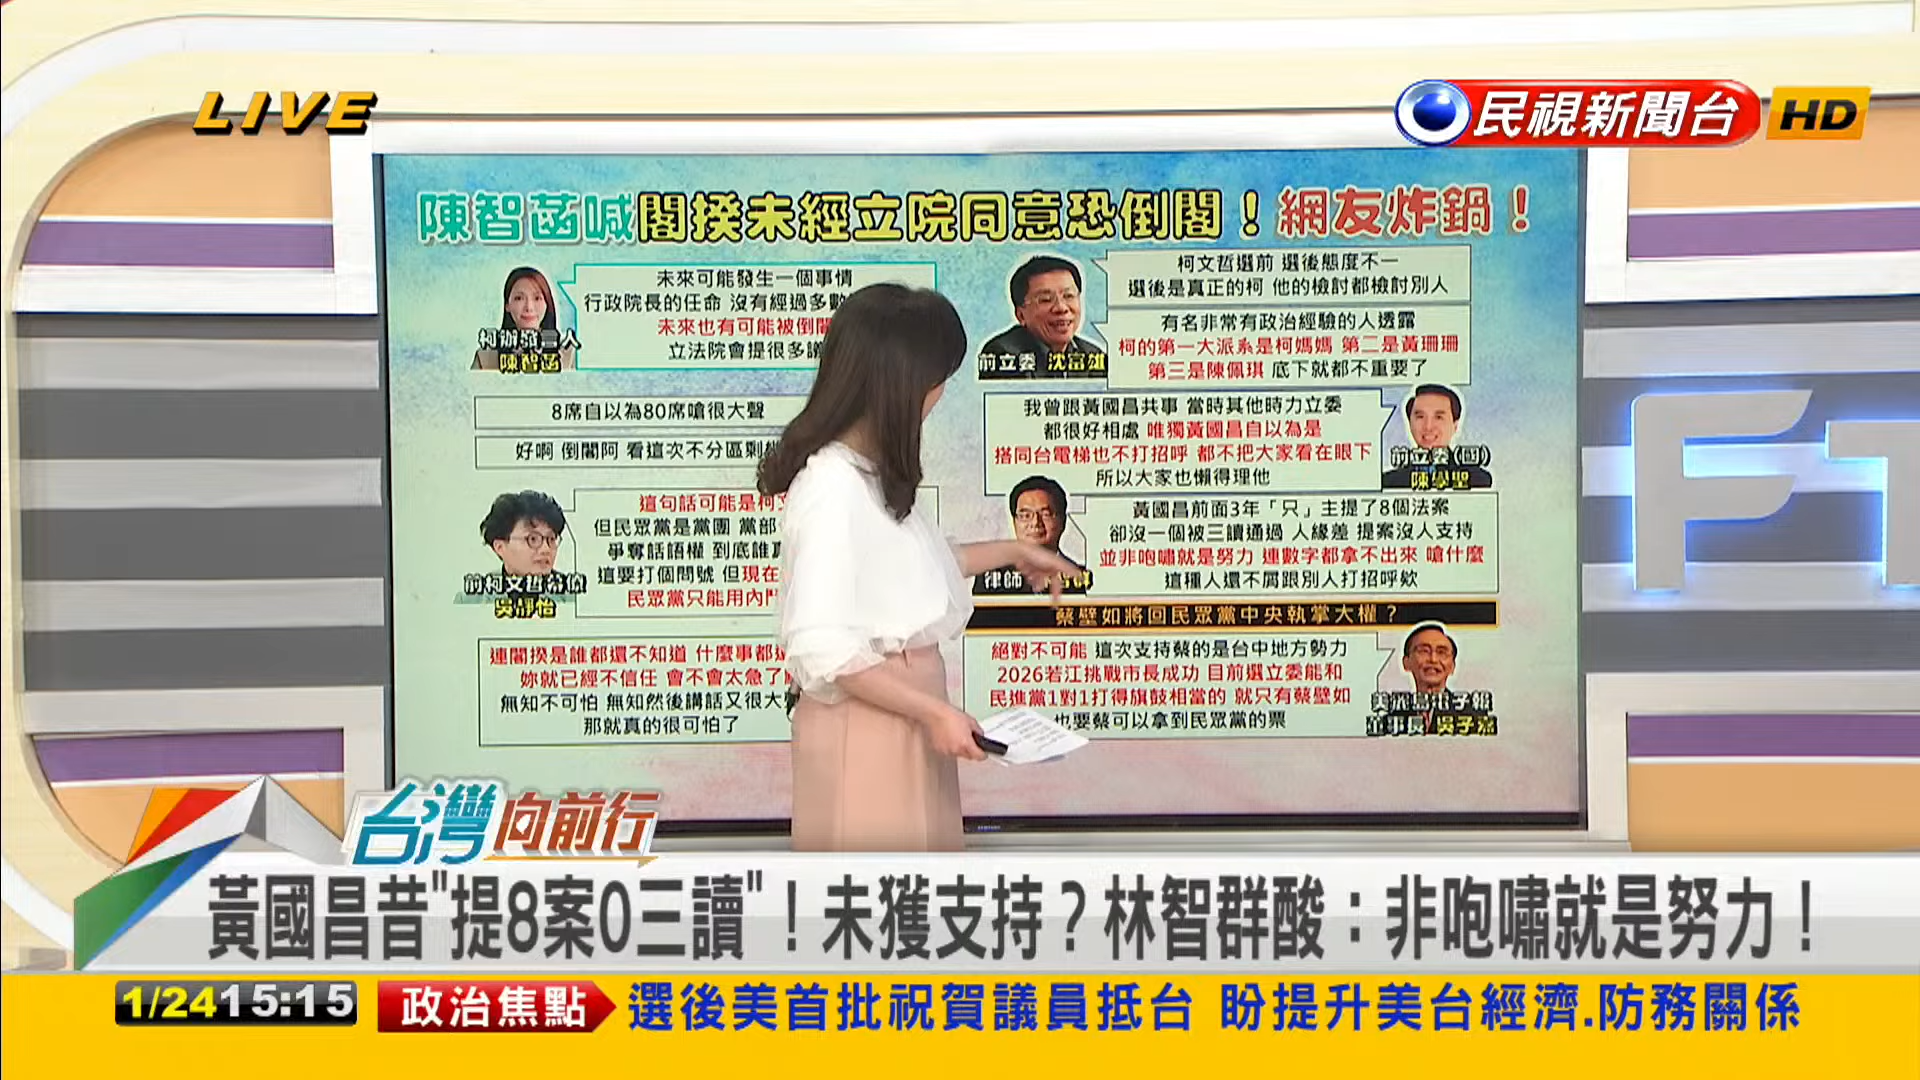 LIVE
民視新聞台 HD
陳智菡喊閣揆未經立院同意恐倒閣！網友炸鍋！
未來可能發生一個事情
行政院長的任命 沒有經過多數
未來也有可能被倒閣
立法院會提很多議
柯辦發言人
陳智菡
8席自以為80席嗆很大聲
好啊 倒閣阿 看這次不分區剩
這句話可能是柯文
但民眾黨是黨團 黨部
爭奪話語權 到底誰
這要打個問號 但現在
民眾黨只能用內鬥
前柯文哲幕僚
吳靜怡
連閣揆是誰都還不知道 什麼事都還
妳就已經不信任 會不會太急了
無知不可怕 無知然後講話又很大聲
那就真的很可怕了
柯文哲選前 選後態度不一
選後是真正的柯 他的檢討都檢討別人
有名非常有政治經驗的人透露
柯的第一大派系是柯媽媽 第二是黃珊珊
第三是陳佩琪 底下就都不重要了
前立委 沈富雄
我曾跟黃國昌共事 當時其他時力立委
都很好相處 唯獨黃國昌自以為是
搭同台電梯也不打招呼 都不把大家看在眼下
所以大家也懶得理他
前立委(國)
陳學聖
黃國昌前面3年「只」主提了8個法案
卻沒一個被三讀通過 人緣差 提案沒人支持
並非咆嘯就是努力 連數字都拿不出來 嗆什麼
這種人還不屑跟別人打招呼欸
律師 智群
蔡壁如將回民眾黨中央執掌大權？
絕對不可能 這次支持蔡的是台中地方勢力
2026若江挑戰市長成功 目前選立委能和
民進黨1對1打得旗鼓相當的 就只有蔡壁如
也要蔡可以拿到民眾黨的票
美麗島電子報
董事長 吳子嘉
FT
台灣向前行
黃國昌昔"提8案0三讀"！未獲支持？林智群酸：非咆嘯就是努力！
1/24 15:15 政治焦點 選後美首批祝賀議員抵台 盼提升美台經濟.防務關係